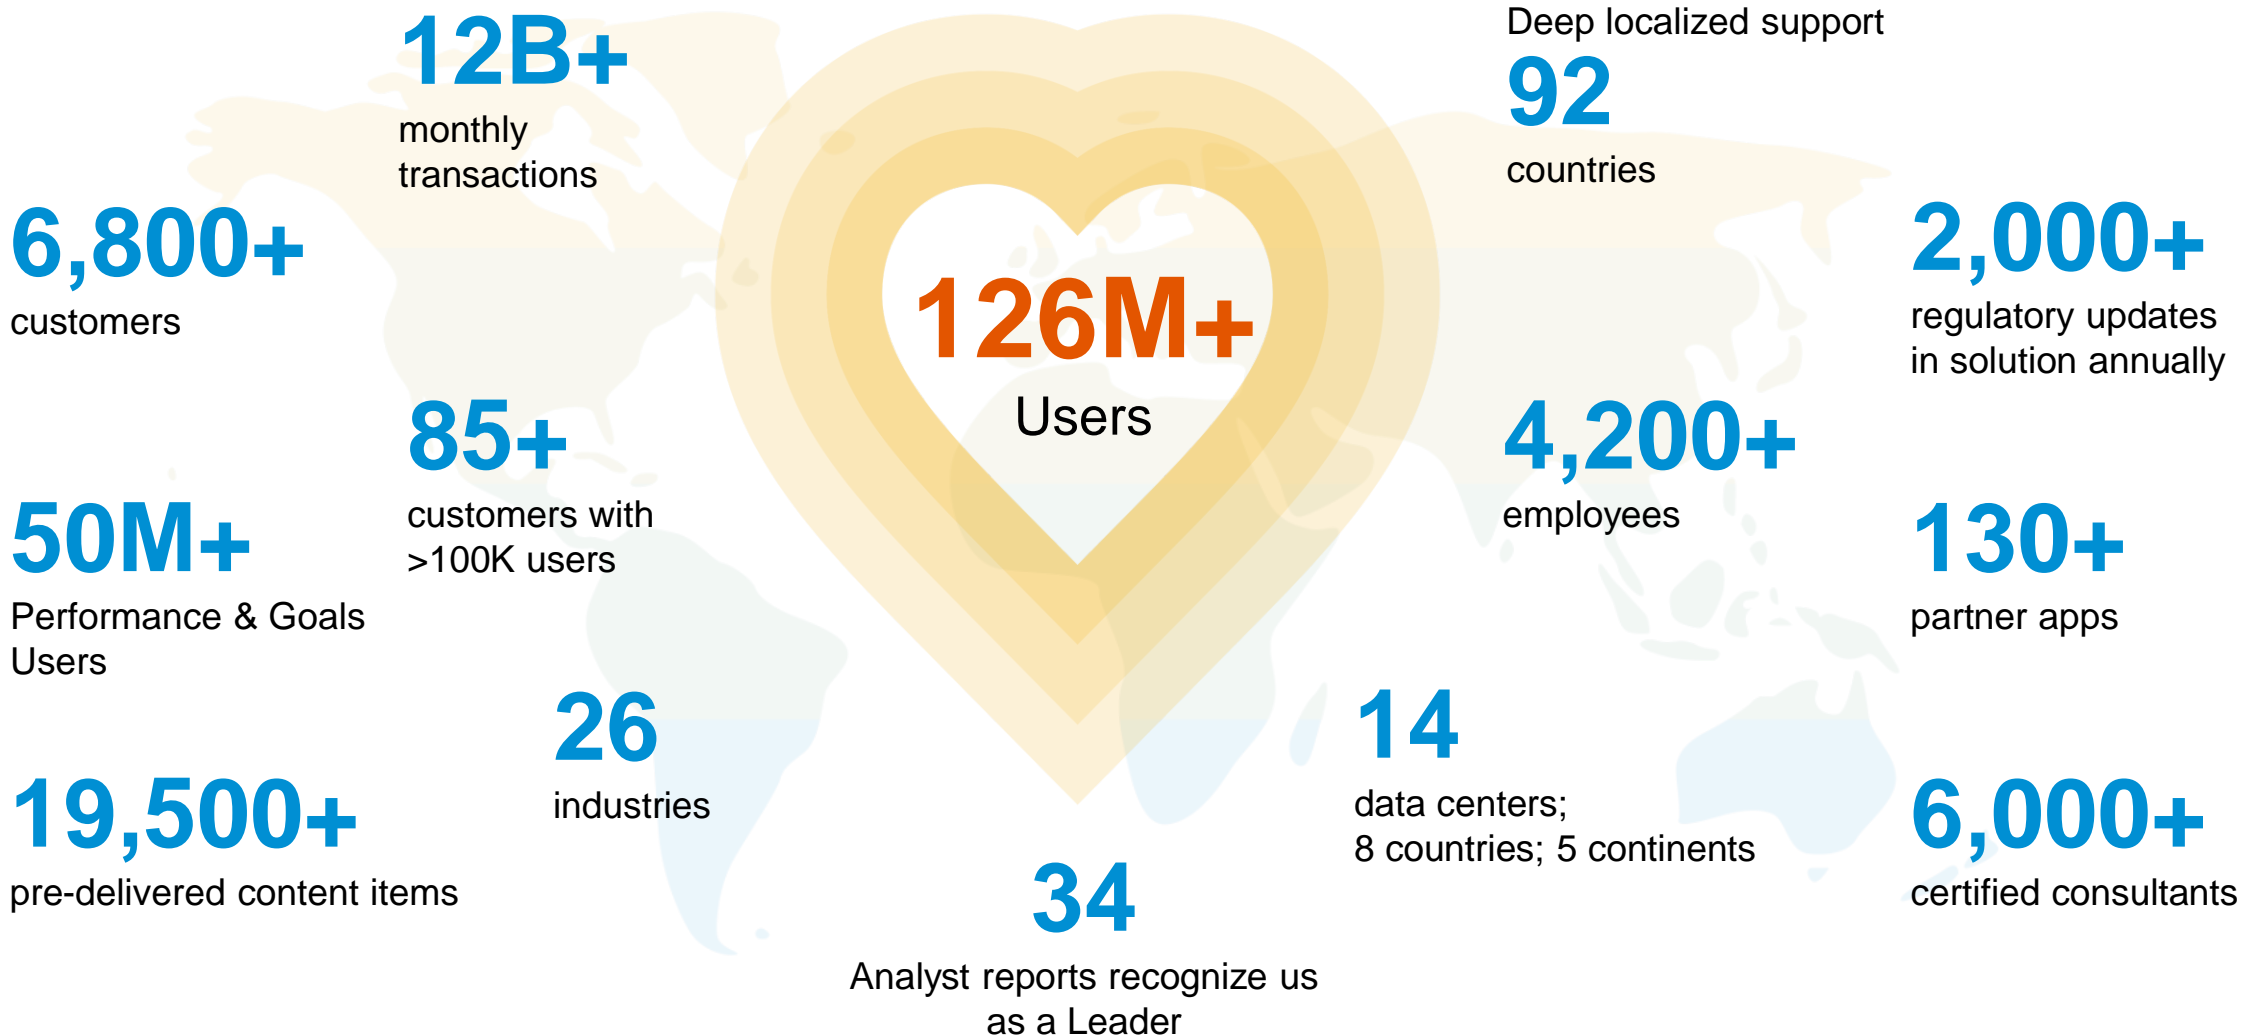 12B+
monthly
transactions
Deep localized support
92
countries
6,800+
customers
2,000+
regulatory updates
in solution annually
126M+
Users
85+
customers with
>100K users
4,200+
employees
50M+
Performance & Goals
Users
130+
partner apps
26
industries
14
data centers;
8 countries; 5 continents
19,500+
pre-delivered content items
6,000+
certified consultants
34
Analyst reports recognize us
as a Leader